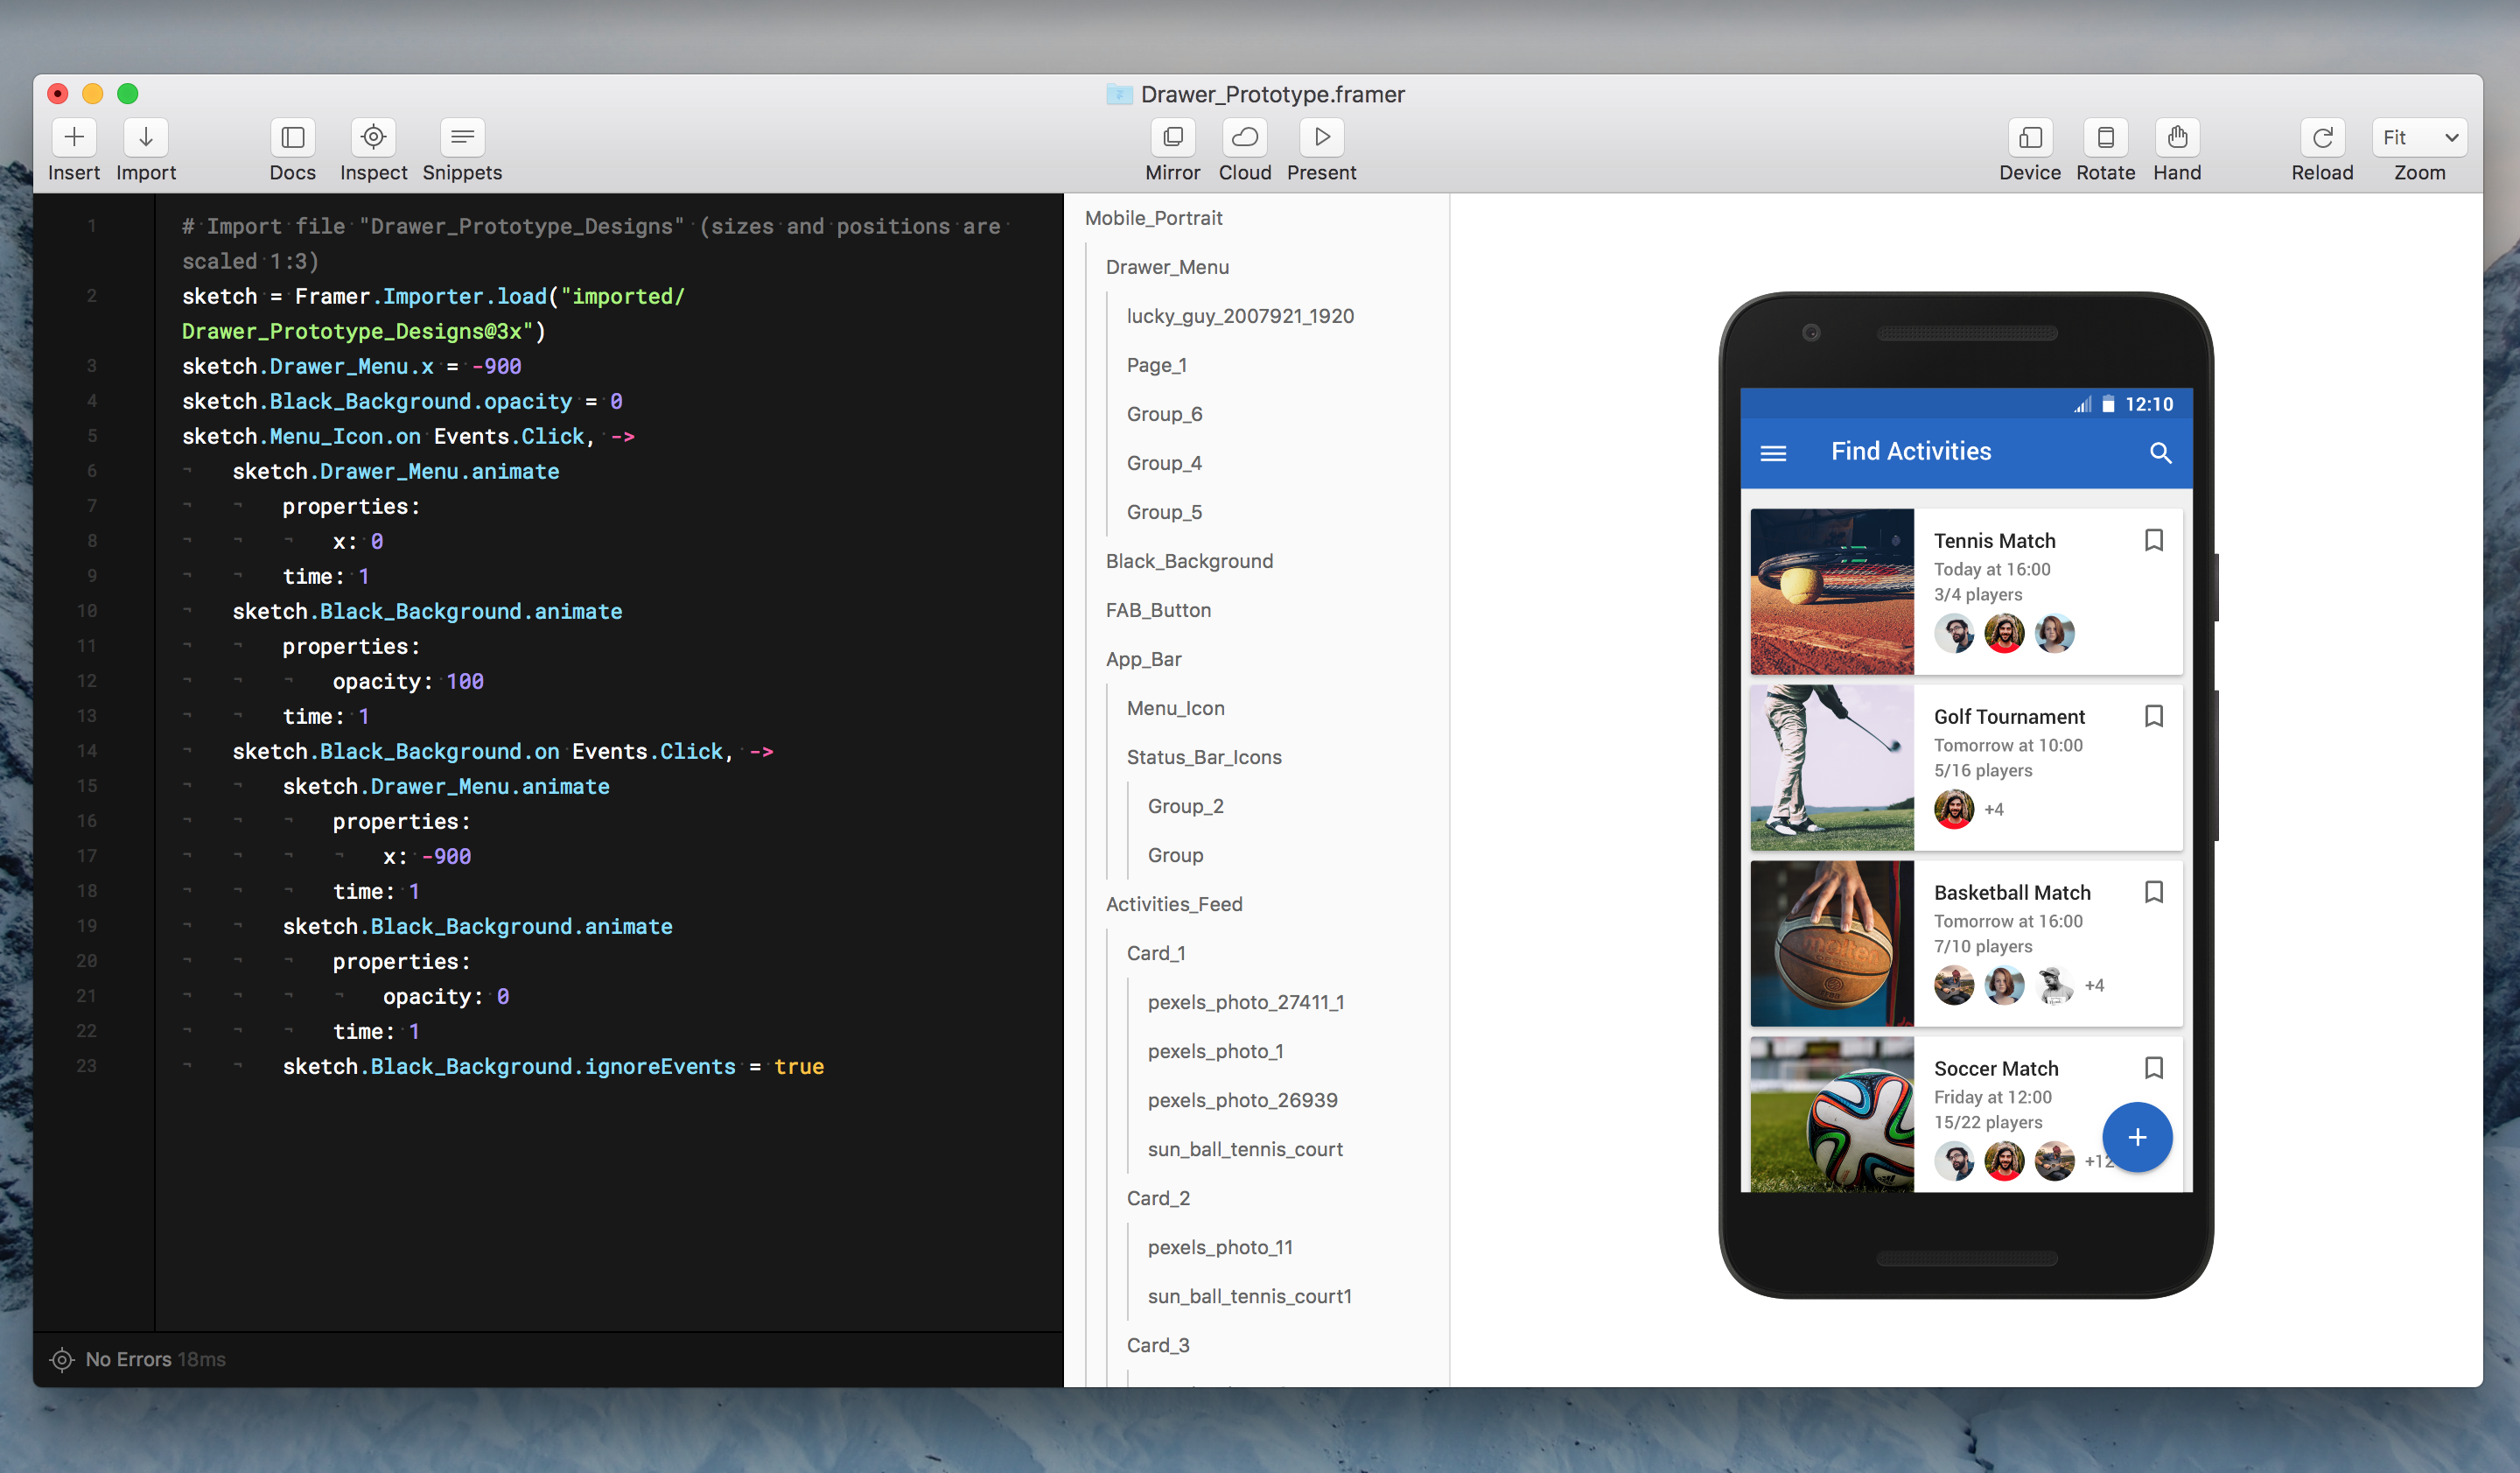 Drawer_Prototype.framer
Insert Import Docs Inspect Snippets Mirror Cloud Present Device Rotate Hand Reload Fit Zoom
1 # Import file "Drawer_Prototype_Designs" (sizes and positions are
scaled 1:3)
2 sketch = Framer.Importer.load("imported/
Drawer_Prototype_Designs@3x")
3 sketch.Drawer_Menu.x = -900
4 sketch.Black_Background.opacity = 0
5 sketch.Menu_Icon.on Events.Click, ->
6 sketch.Drawer_Menu.animate
7 properties:
8 x: 0
9 time: 1
10 sketch.Black_Background.animate
11 properties:
12 opacity: 100
13 time: 1
14 sketch.Black_Background.on Events.Click, ->
15 sketch.Drawer_Menu.animate
16 properties:
17 x: -900
18 time: 1
19 sketch.Black_Background.animate
20 properties:
21 opacity: 0
22 time: 1
23 sketch.Black_Background.ignoreEvents = true
No Errors 18ms
Mobile_Portrait
Drawer_Menu
lucky_guy_2007921_1920
Page_1
Group_6
Group_4
Group_5
Black_Background
FAB_Button
App_Bar
Menu_Icon
Status_Bar_Icons
Group_2
Group
Activities_Feed
Card_1
pexels_photo_27411_1
pexels_photo_1
pexels_photo_26939
sun_ball_tennis_court
Card_2
pexels_photo_11
sun_ball_tennis_court1
Card_3
12:10
Find Activities
Tennis Match
Today at 16:00
3/4 players
Golf Tournament
Tomorrow at 10:00
5/16 players
+4
Basketball Match
Tomorrow at 16:00
7/10 players
+4
Soccer Match
Friday at 12:00
15/22 players
+12